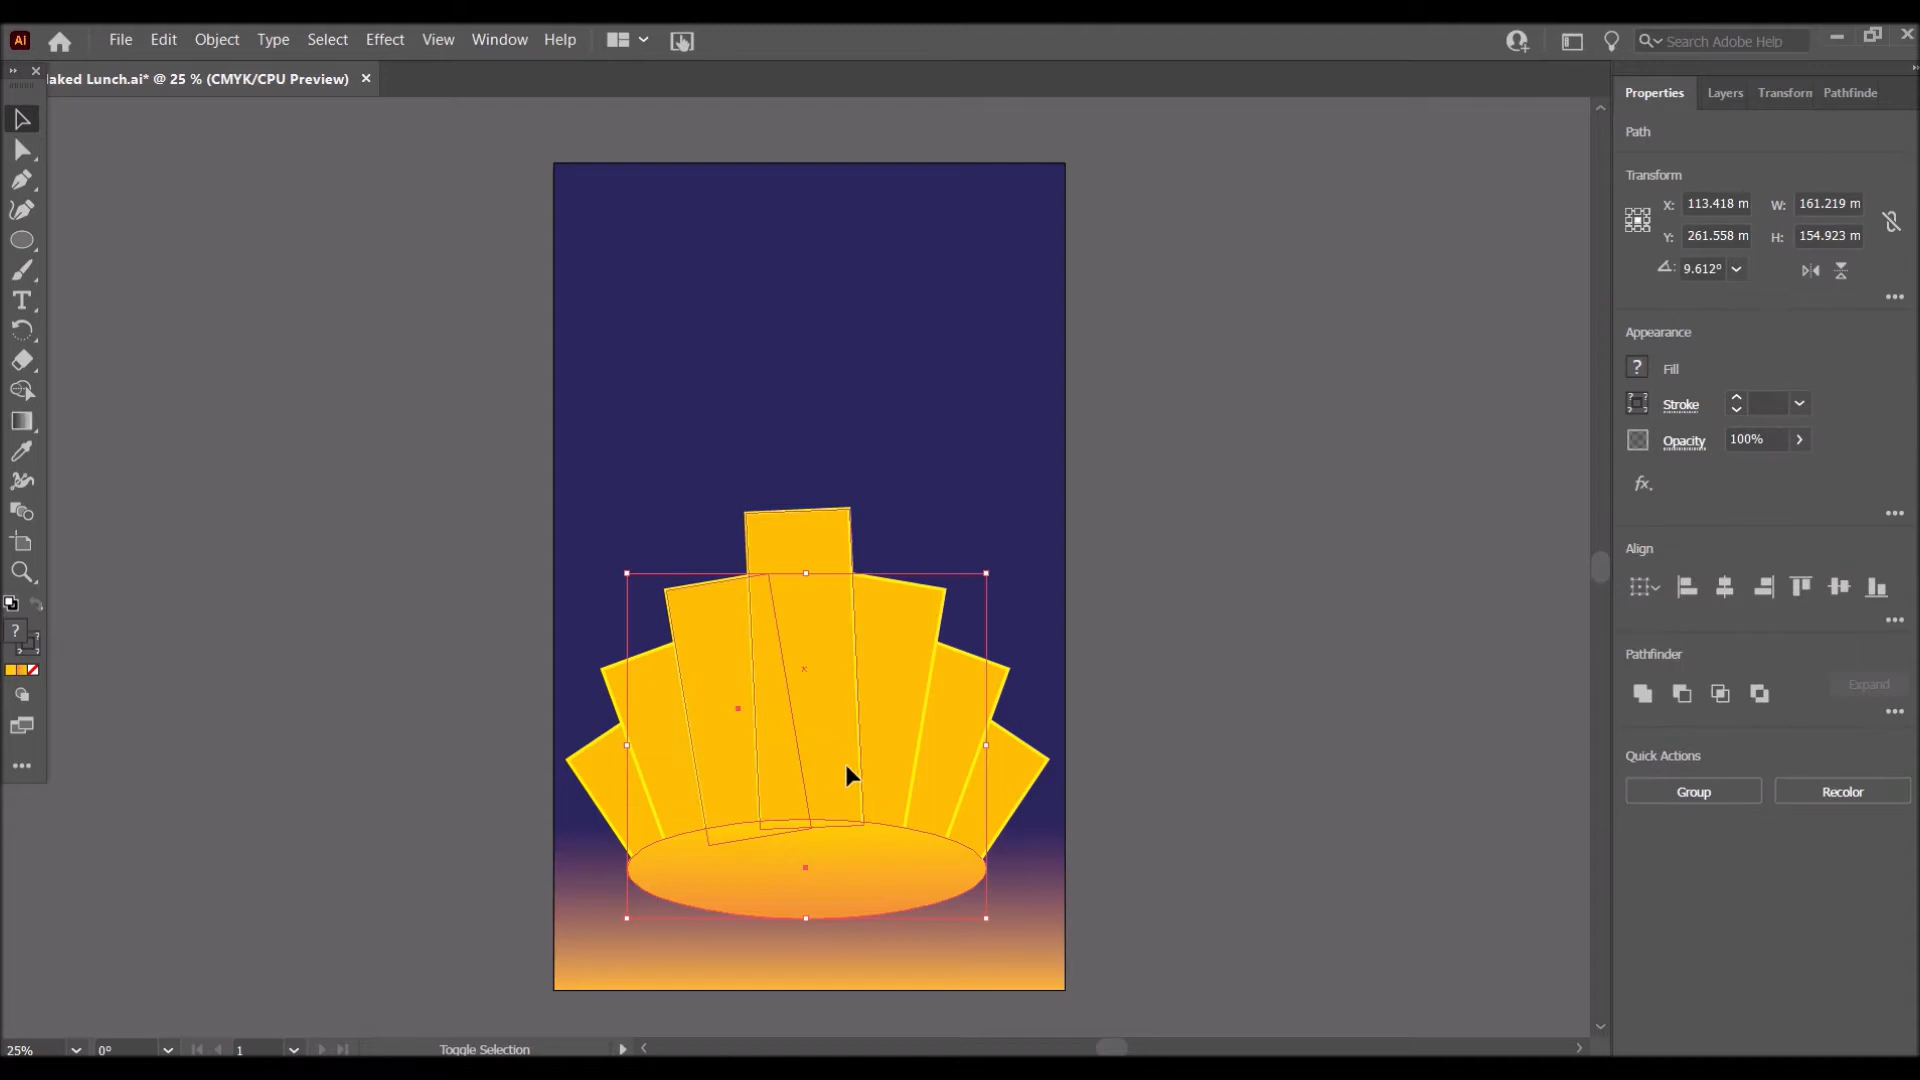 Ai File Edit Object Type Select Effect View Window Help Search Adobe Help
aked Lunch.ai* @ 25 % (CMYK/CPU Preview) ×
Properties Layers Transform Pathfinde
Path
Transform
X: 113.418 m W: 161.219 m
Y: 261.558 m H: 154.923 m
9.612°
Appearance
? Fill
Stroke
Opacity 100%
fx.
Align
Pathfinder
Expand
Quick Actions
Group Recolor
25% 0° 1 Toggle Selection